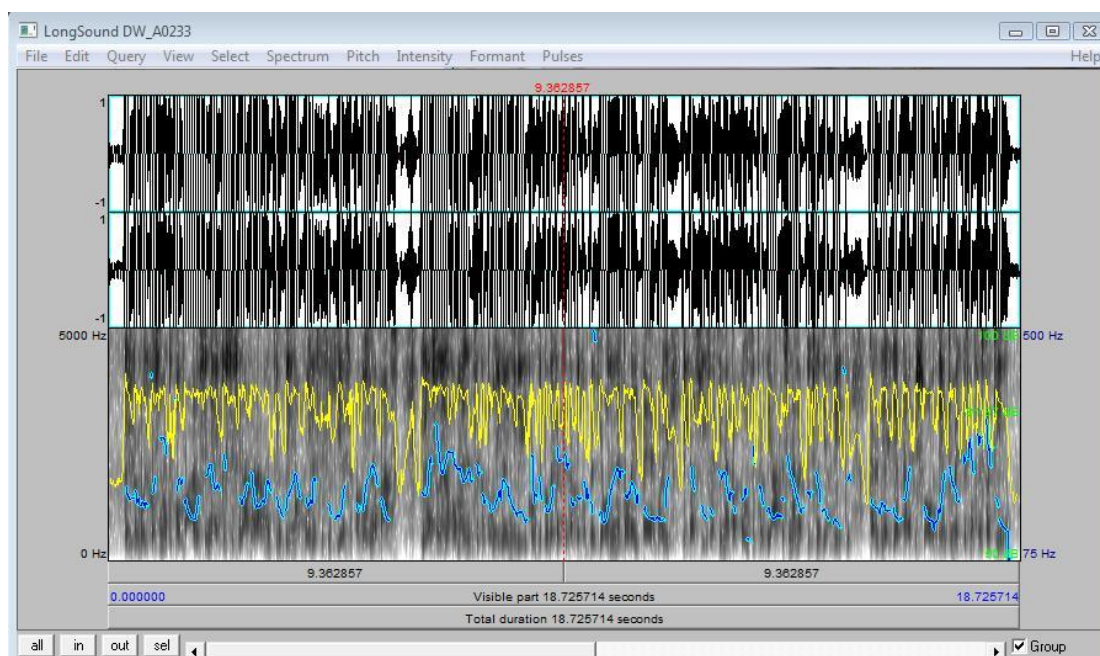 LongSound DW_A0233
File Edit Query View Select Spectrum Pitch Intensity Formant Pulses Help
9.362857
1
-1
1
-1
5000 Hz 500 Hz
0 Hz 75 Hz
9.362857 9.362857
0.000000 Visible part 18.725714 seconds 18.725714
Total duration 18.725714 seconds
all in out sel Group